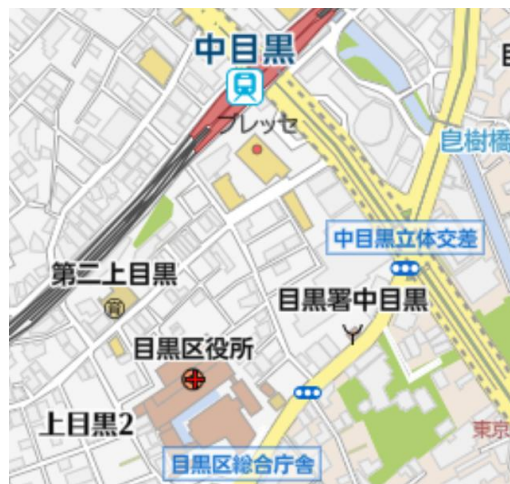 中目黒
プレッセ
目
皀樹橋
中目黒立体交差
第二上目黒
目黒署中目黒
目黒区役所
上目黒2
東京
目黒区総合庁舎